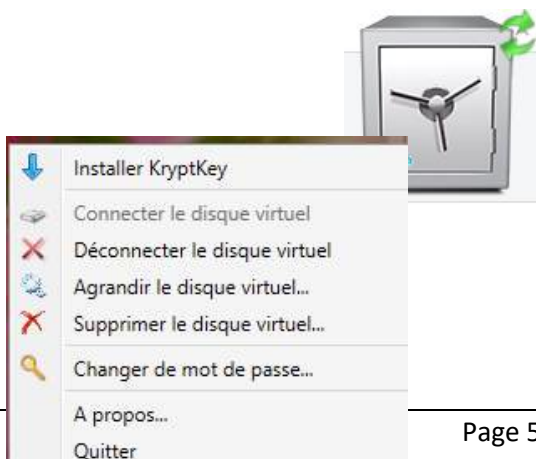 Installer KryptKey
Connecter le disque virtuel
Déconnecter le disque virtuel
Agrandir le disque virtuel...
Supprimer le disque virtuel...
Changer de mot de passe...
A propos...
Quitter
Page 5